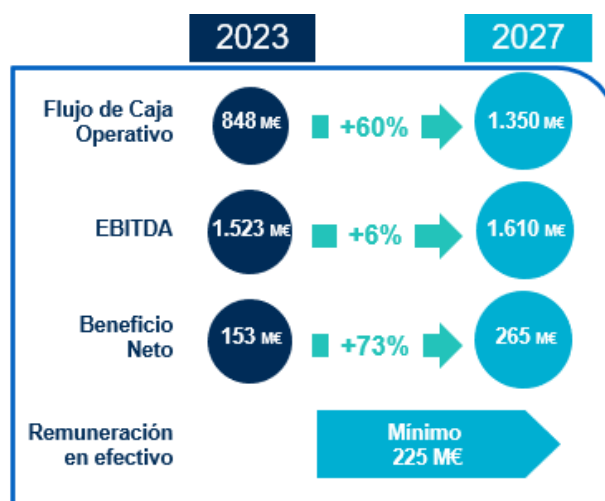 2023
2027
Flujo de Caja
Operativo
848 M€
+60%
1.350 M€
EBITDA
1.523 M€
+6%
1.610 M€
Beneficio
Neto
153 M€
+73%
265 M€
Remuneración
en efectivo
Mínimo
225 M€